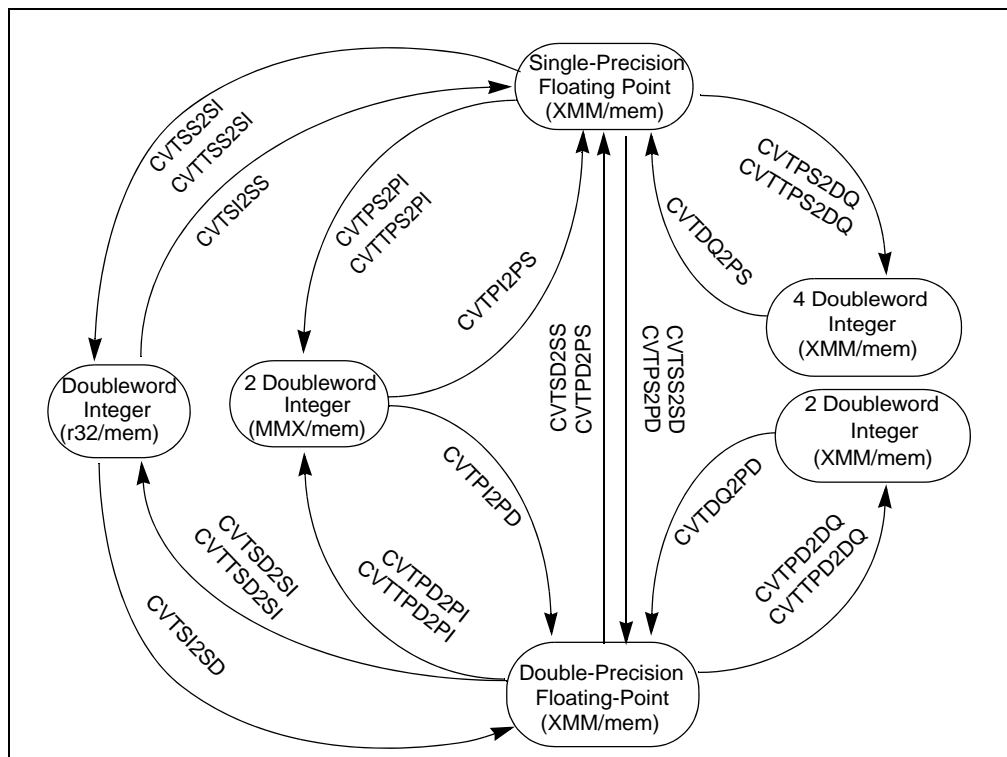 Single-Precision
Floating Point
(XMM/mem)
CVTSS2SI
CVTTSS2SI
CVTSI2SS
CVTPS2PI
CVTTPS2PI
CVTPI2PS
CVTPS2DQ
CVTTPS2DQ
CVTDQ2PS
4 Doubleword
Integer
(XMM/mem)
Doubleword
Integer
(r32/mem)
2 Doubleword
Integer
(MMX/mem)
CVTSD2SS
CVTPD2PS
CVTSS2SD
CVTPS2PD
2 Doubleword
Integer
(XMM/mem)
CVTPI2PD
CVTDQ2PD
CVTSD2SI
CVTTSD2SI
CVTPD2PI
CVTTPD2PI
CVTPD2DQ
CVTTPD2DQ
CVTSI2SD
Double-Precision
Floating-Point
(XMM/mem)